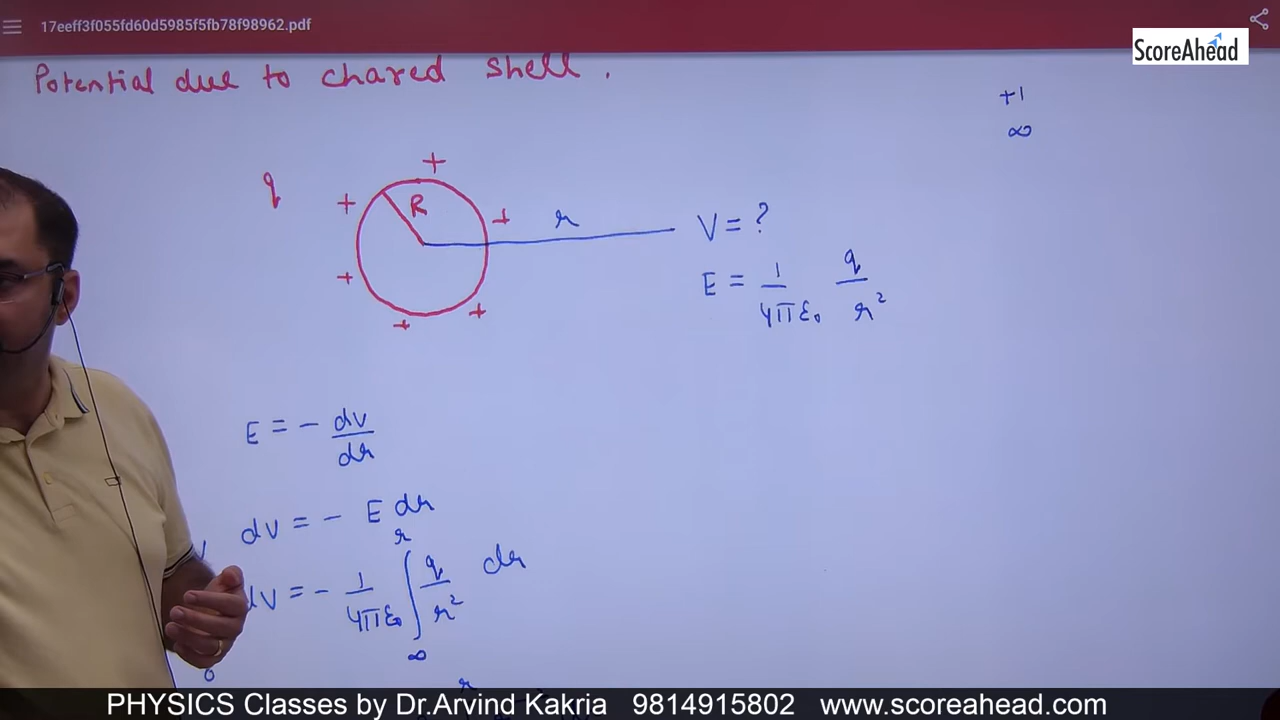 17eeff3f055fd60d5985f5fb78f98962.pdf
ScoreAhead
Potential due to chared shell.
+1
∞
q
+ + + + + +
R
r
V = ?
E = 1/4πε₀ q/r²
E = - dv/dr
dV = - E dr
dV = - 1/4πε₀ ∫ q/r² dr
r
∞
0
r
PHYSICS Classes by Dr.Arvind Kakria 9814915802 www.scoreahead.com